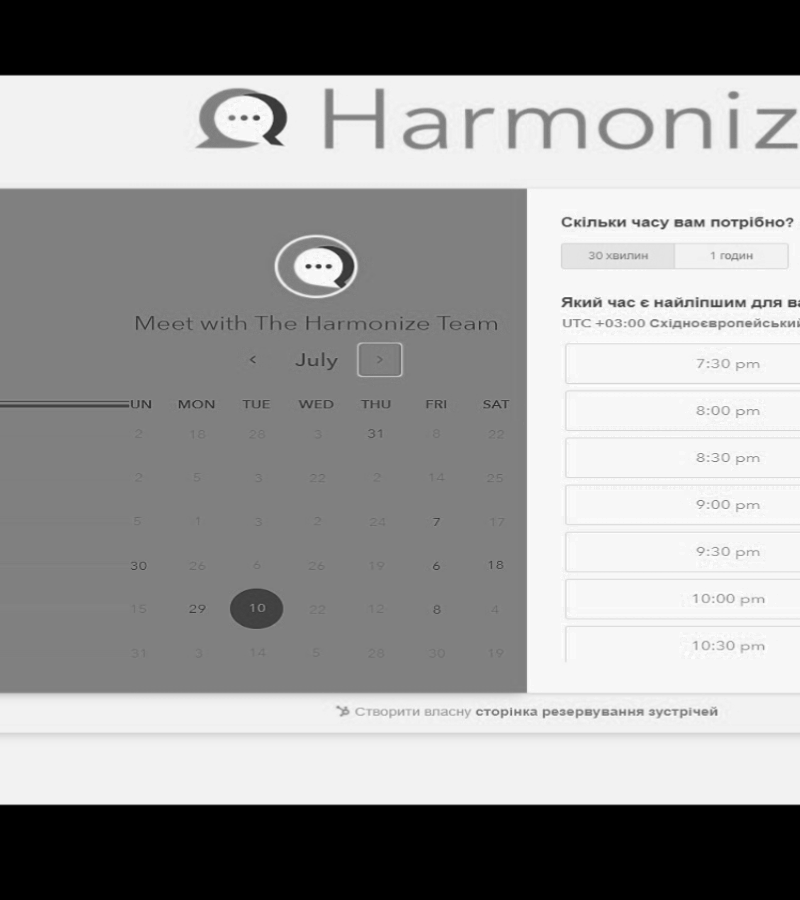 Harmoniz
Meet with The Harmonize Team
< July >
UN MON TUE WED THU FRI SAT
2 18 26 3 31 8 22
2 5 3 22 2 14 25
5 1 3 2 24 7 17
30 26 6 26 19 6 18
15 29 10 22 12 8 4
31 3 14 5 28 30 19
Скільки часу вам потрібно?
30 хвилин 1 годин
Який час є найліпшим для ва
UTC +03:00 Східноєвропейський
7:30 pm
8:00 pm
8:30 pm
9:00 pm
9:30 pm
10:00 pm
10:30 pm
Створити власну сторінка резервування зустрічей